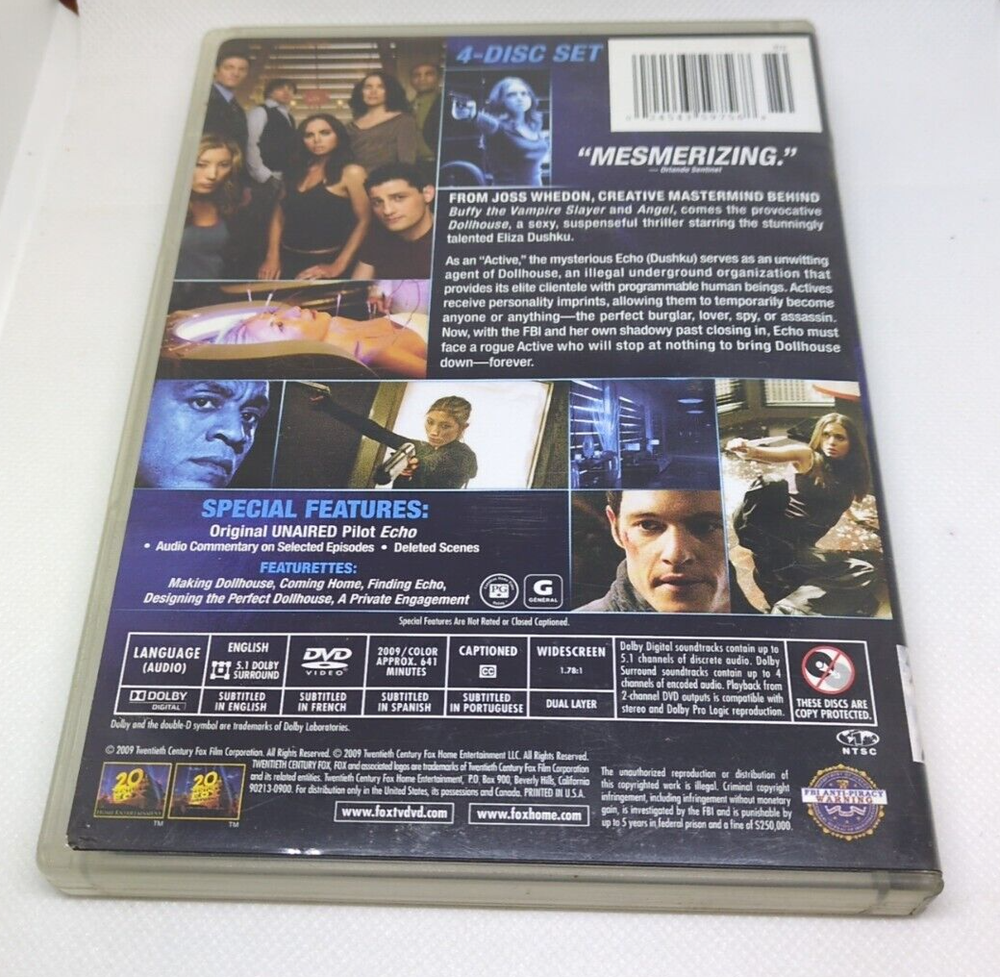 4-DISC SET
24543 59756
"MESMERIZING."
— Orlando Sentinel
FROM JOSS WHEDON, CREATIVE MASTERMIND BEHIND
Buffy the Vampire Slayer and Angel, comes the provocative
Dollhouse, a sexy, suspenseful thriller starring the stunningly
talented Eliza Dushku.
As an "Active," the mysterious Echo (Dushku) serves as an unwitting
agent of Dollhouse, an illegal underground organization that
provides its elite clientele with programmable human beings. Actives
receive personality imprints, allowing them to temporarily become
anyone or anything—the perfect burglar, lover, spy, or assassin.
Now, with the FBI and her own shadowy past closing in, Echo must
face a rogue Active who will stop at nothing to bring Dollhouse
down—forever.
SPECIAL FEATURES:
Original UNAIRED Pilot Echo
• Audio Commentary on Selected Episodes • Deleted Scenes
FEATURETTES:
Making Dollhouse, Coming Home, Finding Echo,
Designing the Perfect Dollhouse, A Private Engagement
PG
G
GENERAL
Special Features Are Not Rated or Closed Captioned.
LANGUAGE
(AUDIO)
ENGLISH
5.1 DOLBY
SURROUND
DVD
VIDEO
2009/COLOR
APPROX. 641
MINUTES
CAPTIONED
CC
WIDESCREEN
1.78:1
DOLBY
DIGITAL
SUBTITLED
IN ENGLISH
SUBTITLED
IN FRENCH
SUBTITLED
IN SPANISH
SUBTITLED
IN PORTUGUESE
DUAL LAYER
Dolby Digital soundtracks contain up to
5.1 channels of discrete audio. Dolby
Surround soundtracks contain up to 4
channels of encoded audio. Playback from
2-channel DVD outputs is compatible with
stereo and Dolby Pro Logic reproduction.
THESE DISCS ARE
COPY PROTECTED.
NTSC
Dolby and the double-D symbol are trademarks of Dolby Laboratories.
© 2009 Twentieth Century Fox Film Corporation. All Rights Reserved. © 2009 Twentieth Century Fox Home Entertainment LLC. All Rights Reserved.
TWENTIETH CENTURY FOX, FOX and associated logos are trademarks of Twentieth Century Fox Film Corporation
and its related entities. Twentieth Century Fox Home Entertainment, P.O. Box 900, Beverly Hills, California
90213-0900. For distribution only in the United States, its possessions and Canada. PRINTED IN U.S.A.
20
HOME ENTERTAINMENT
TM
20
TM
www.foxtvdvd.com
www.foxhome.com
The unauthorized reproduction or distribution of
this copyrighted work is illegal. Criminal copyright
infringement, including infringement without monetary
gain, is investigated by the FBI and is punishable by
up to 5 years in federal prison and a fine of $250,000.
FBI ANTI-PIRACY
WARNING